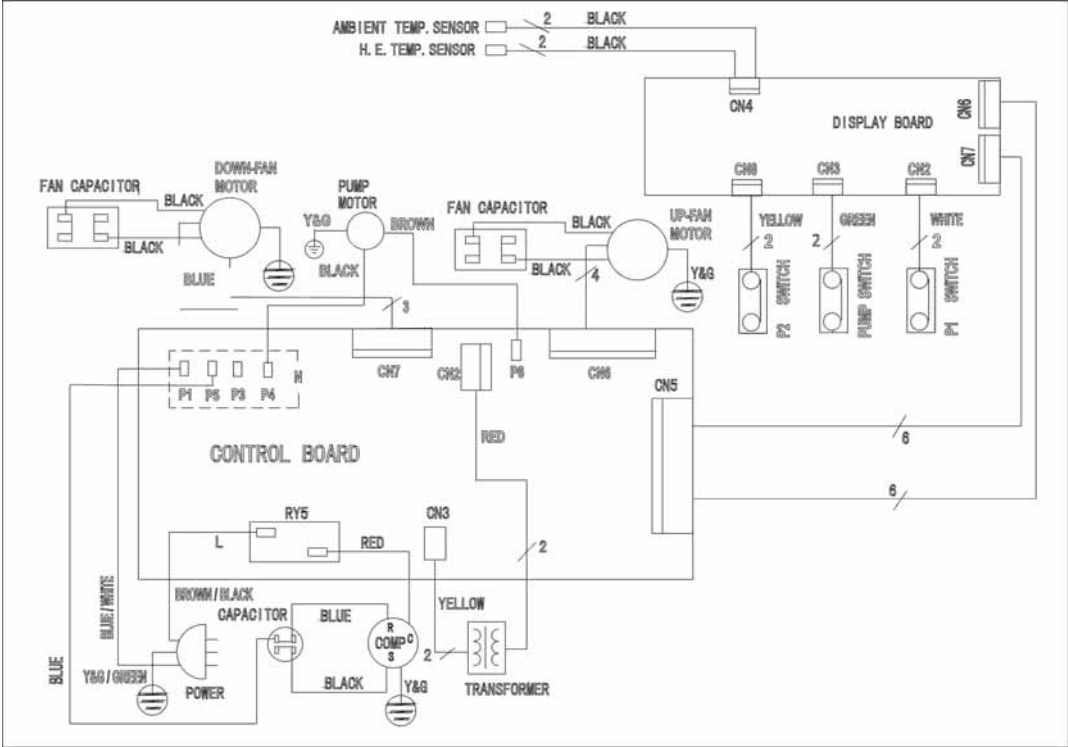 AMBIENT TEMP. SENSOR
2
BLACK
H. E. TEMP. SENSOR
2
BLACK
CN4
CN6
DISPLAY BOARD
CN7
CN8
CN3
CN2
DOWN-FAN
MOTOR
FAN CAPACITOR
BLACK
BLACK
BLUE
PUMP
MOTOR
Y&G
BROWN
BLACK
FAN CAPACITOR
BLACK
BLACK
4
UP-FAN
MOTOR
Y&G
YELLOW
GREEN
WHITE
2
2
2
P2 SWITCH
PUMP SWITCH
P1 SWITCH
3
CN7
CN2
P6
CN6
CN5
P1
P5
P3
P4
N
CONTROL BOARD
RED
6
6
RY5
CN3
L
RED
2
BROWN/BLACK
BLUE/WHITE
CAPACITOR
BLUE
YELLOW
R
COMP
C
S
2
BLUE
Y&G/GREEN
POWER
BLACK
Y&G
TRANSFORMER